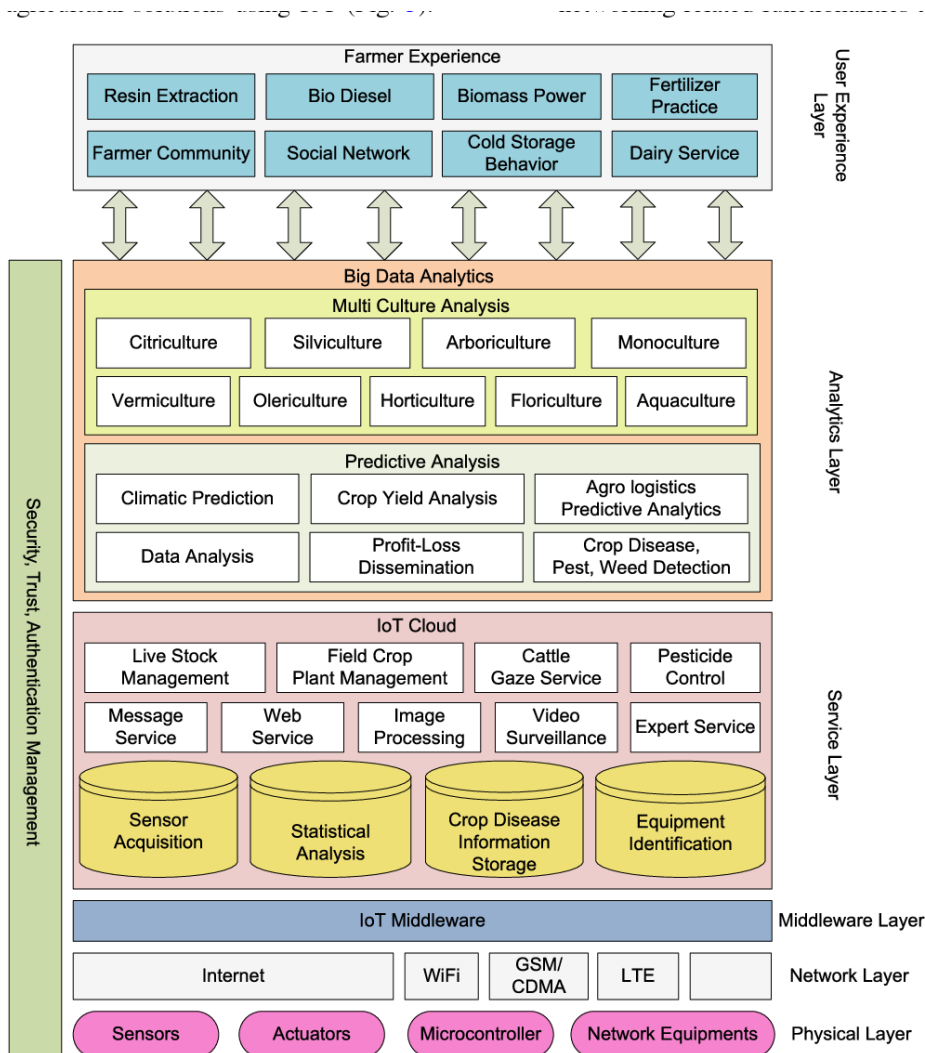 Farmer Experience
Resin Extraction
Bio Diesel
Biomass Power
Fertilizer
Practice
Farmer Community
Social Network
Cold Storage
Behavior
Dairy Service
User Experience
Layer
Big Data Analytics
Multi Culture Analysis
Citriculture
Silviculture
Arboriculture
Monoculture
Vermiculture
Olericulture
Horticulture
Floriculture
Aquaculture
Predictive Analysis
Climatic Prediction
Crop Yield Analysis
Agro logistics
Predictive Analytics
Data Analysis
Profit-Loss
Dissemination
Crop Disease,
Pest, Weed Detection
Analytics Layer
Security, Trust, Authentication Management
IoT Cloud
Live Stock
Management
Field Crop
Plant Management
Cattle
Gaze Service
Pesticide
Control
Message
Service
Web
Service
Image
Processing
Video
Surveillance
Expert Service
Sensor
Acquisition
Statistical
Analysis
Crop Disease
Information
Storage
Equipment
Identification
Service Layer
IoT Middleware
Middleware Layer
Internet
WiFi
GSM/
CDMA
LTE
Network Layer
Sensors
Actuators
Microcontroller
Network Equipments
Physical Layer